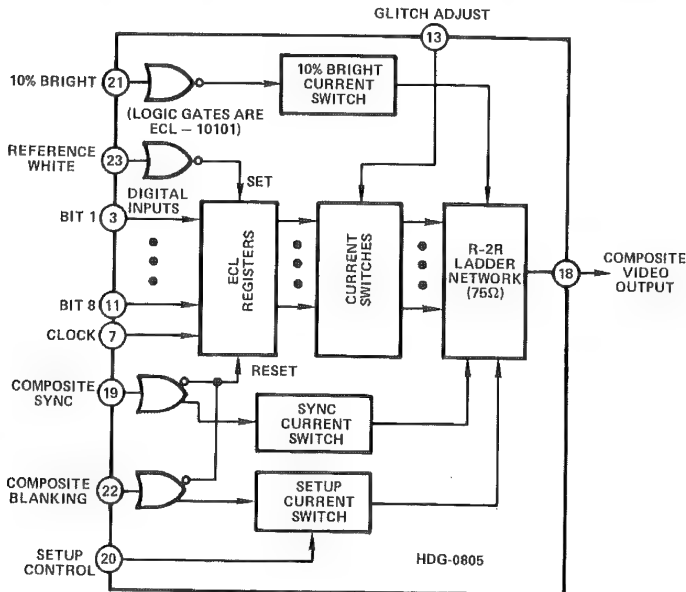 GLITCH ADJUST
13
10% BRIGHT
21
10% BRIGHT
CURRENT
SWITCH
(LOGIC GATES ARE
ECL – 10101)
REFERENCE
WHITE
23
SET
DIGITAL
INPUTS
BIT 1
3
ECL
REGISTERS
CURRENT
SWITCHES
R-2R
LADDER
NETWORK
(75Ω)
18
COMPOSITE
VIDEO
OUTPUT
BIT 8
11
CLOCK
7
RESET
COMPOSITE
SYNC
19
SYNC
CURRENT
SWITCH
COMPOSITE
BLANKING
22
SETUP
CURRENT
SWITCH
SETUP
CONTROL
20
HDG-0805